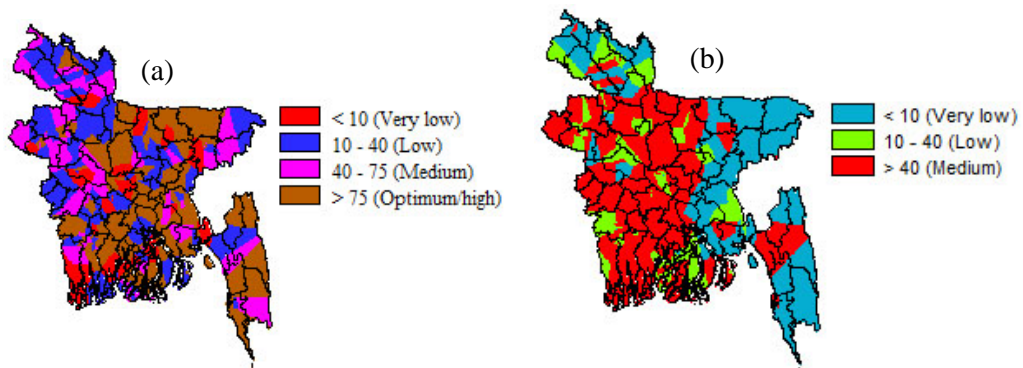 (a)
< 10 (Very low)
10 - 40 (Low)
40 - 75 (Medium)
> 75 (Optimum/high)
(b)
< 10 (Very low)
10 - 40 (Low)
> 40 (Medium)